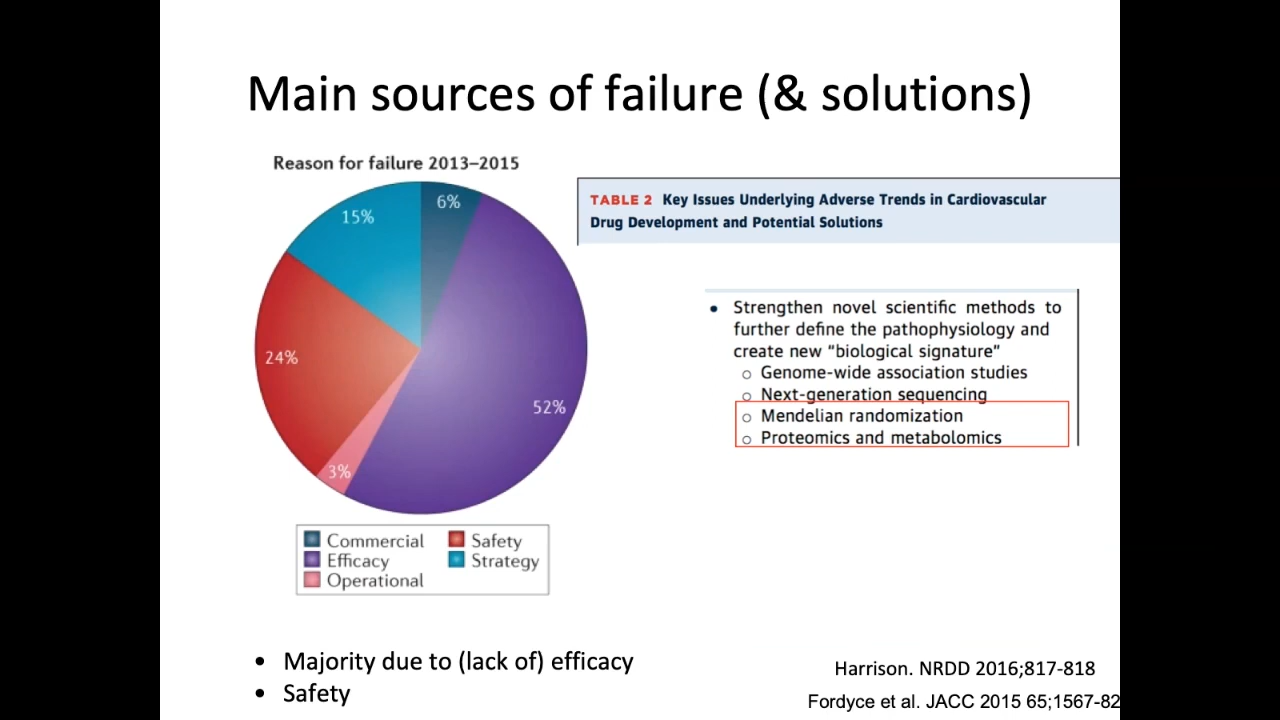 Main sources of failure (& solutions)
Reason for failure 2013–2015
6%
15%
24%
52%
3%
Commercial
Efficacy
Operational
Safety
Strategy
TABLE 2 Key Issues Underlying Adverse Trends in Cardiovascular
Drug Development and Potential Solutions
• Strengthen novel scientific methods to
further define the pathophysiology and
create new “biological signature”
○ Genome-wide association studies
○ Next-generation sequencing
○ Mendelian randomization
○ Proteomics and metabolomics
• Majority due to (lack of) efficacy
• Safety
Harrison. NRDD 2016;817-818
Fordyce et al. JACC 2015 65;1567-82